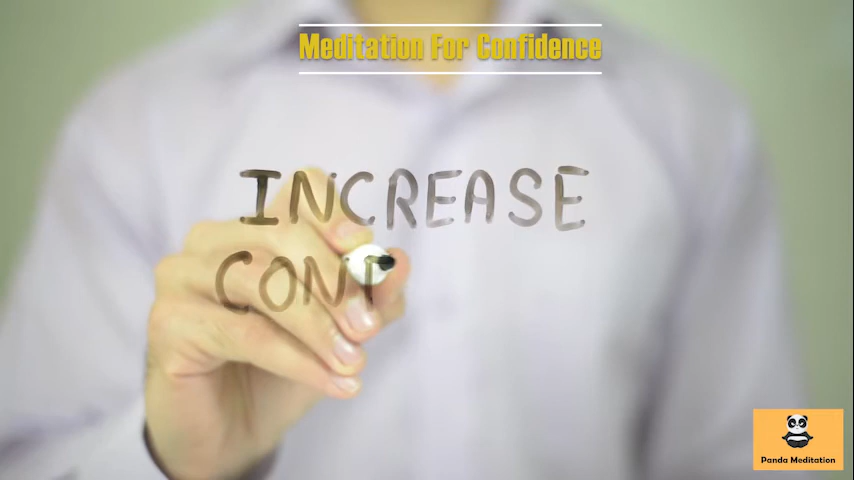 Meditation For Confidence
INCREASE
CON
Panda Meditation